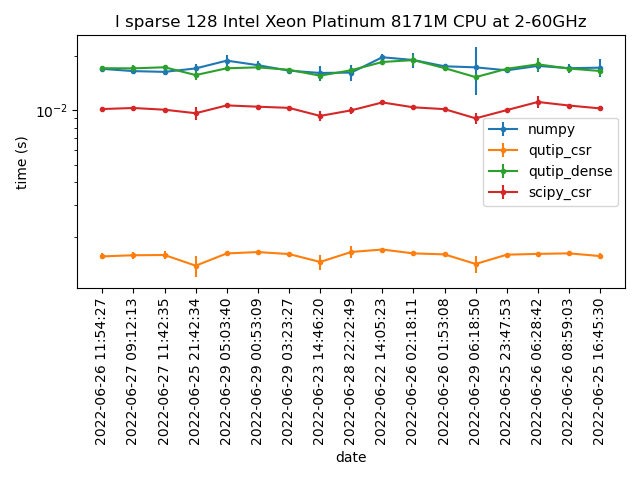 l sparse 128 Intel Xeon Platinum 8171M CPU at 2-60GHz
time (s)
10⁻²
numpy
qutip_csr
qutip_dense
scipy_csr
2022-06-26 11:54:27
2022-06-27 09:12:13
2022-06-27 11:42:35
2022-06-25 21:42:34
2022-06-29 05:03:40
2022-06-29 00:53:09
2022-06-29 03:23:27
2022-06-23 14:46:20
2022-06-28 22:22:49
2022-06-22 14:05:23
2022-06-26 02:18:11
2022-06-26 01:53:08
2022-06-29 06:18:50
2022-06-25 23:47:53
2022-06-26 06:28:42
2022-06-26 08:59:03
2022-06-25 16:45:30
date